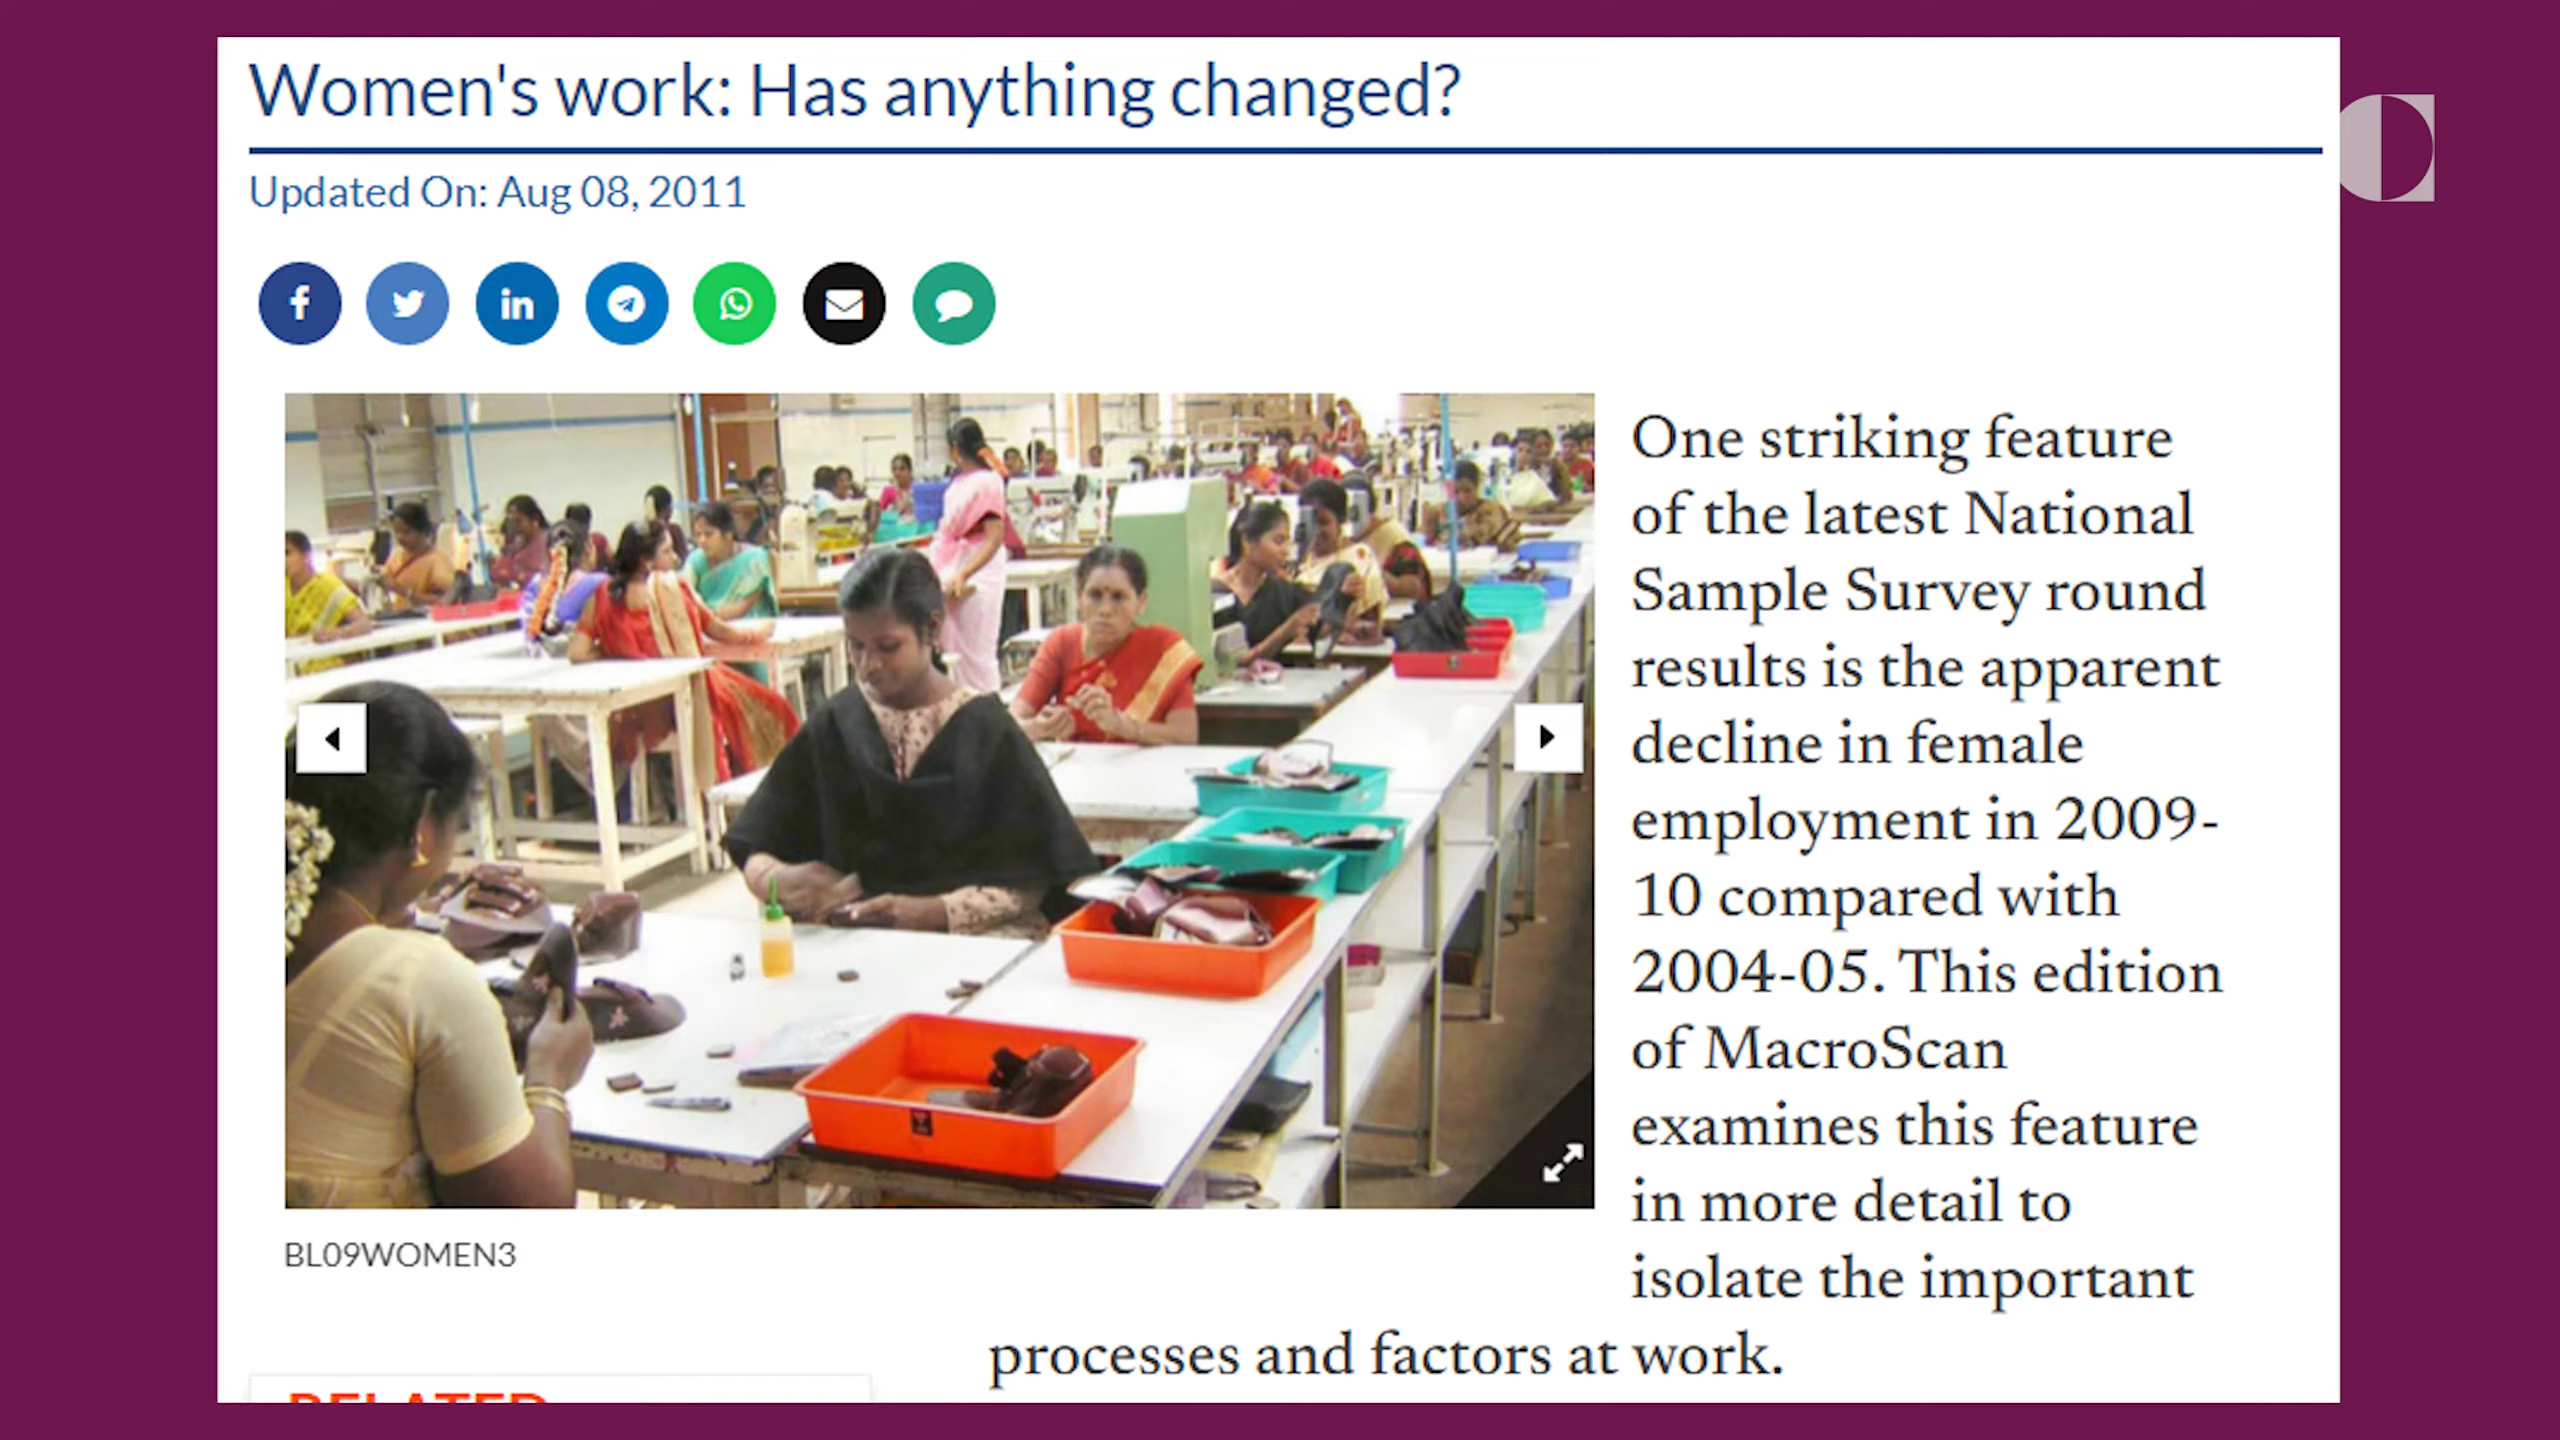 Women's work: Has anything changed?
Updated On: Aug 08, 2011
One striking feature
of the latest National
Sample Survey round
results is the apparent
decline in female
employment in 2009-
10 compared with
2004-05. This edition
of MacroScan
examines this feature
in more detail to
isolate the important
processes and factors at work.
BL09WOMEN3
RELATED